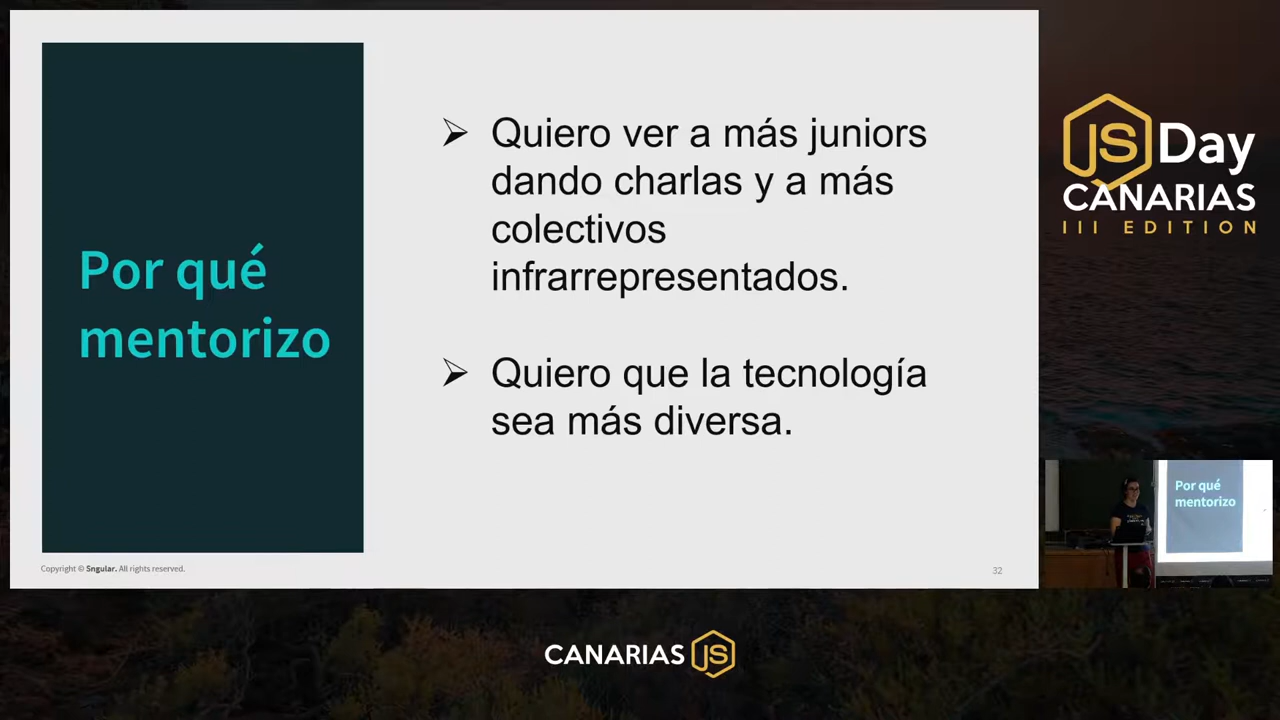 Por qué
mentorizo
➢ Quiero ver a más juniors
dando charlas y a más
colectivos
infrarrepresentados.
➢ Quiero que la tecnología
sea más diversa.
Copyright © Sngular. All rights reserved.
32
JS Day
CANARIAS
III EDITION
Por qué
mentorizo
CANARIAS JS